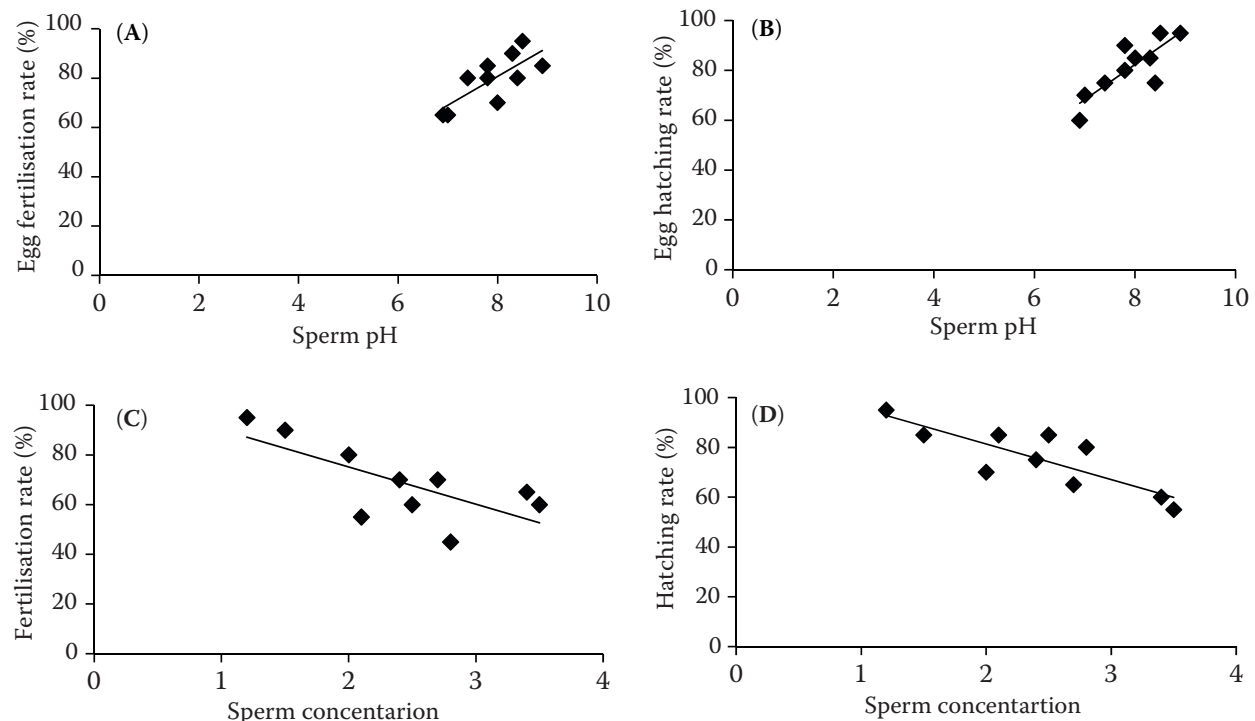 (A)
Egg fertilisation rate (%)
100
80
60
40
20
0
0 2 4 6 8 10
Sperm pH
(B)
Egg hatching rate (%)
100
80
60
40
20
0
0 2 4 6 8 10
Sperm pH
(C)
Fertilisation rate (%)
100
80
60
40
20
0
0 1 2 3 4
Sperm concentarion
(D)
Hatching rate (%)
100
80
60
40
20
0
0 1 2 3 4
Sperm concentartion